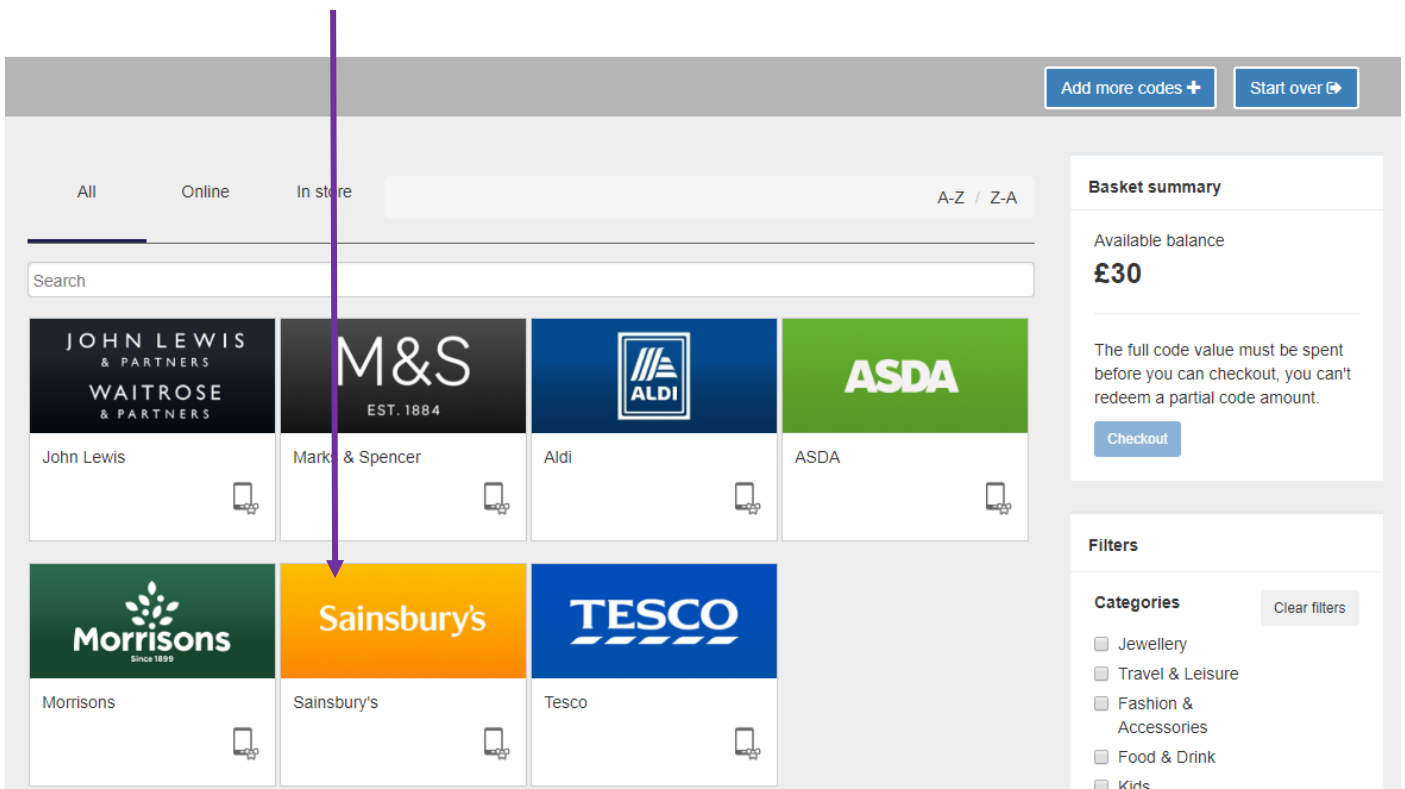 Add more codes
Start over
All
Online
In store
A-Z / Z-A
Search
JOHN LEWIS
& PARTNERS
WAITROSE
& PARTNERS
John Lewis
M&S
EST. 1884
Marks & Spencer
ALDI
Aldi
ASDA
ASDA
Morrisons
Since 1899
Morrisons
Sainsbury's
Sainsbury's
TESCO
Tesco
Basket summary
Available balance
£30
The full code value must be spent
before you can checkout, you can't
redeem a partial code amount.
Checkout
Filters
Categories
Clear filters
Jewellery
Travel & Leisure
Fashion &
Accessories
Food & Drink
Kids